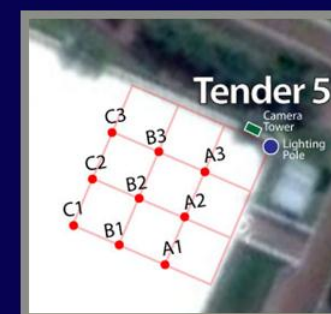 Tender 5
Camera
Tower
Lighting
Pole
C3
B3
A3
C2
B2
A2
C1
B1
A1